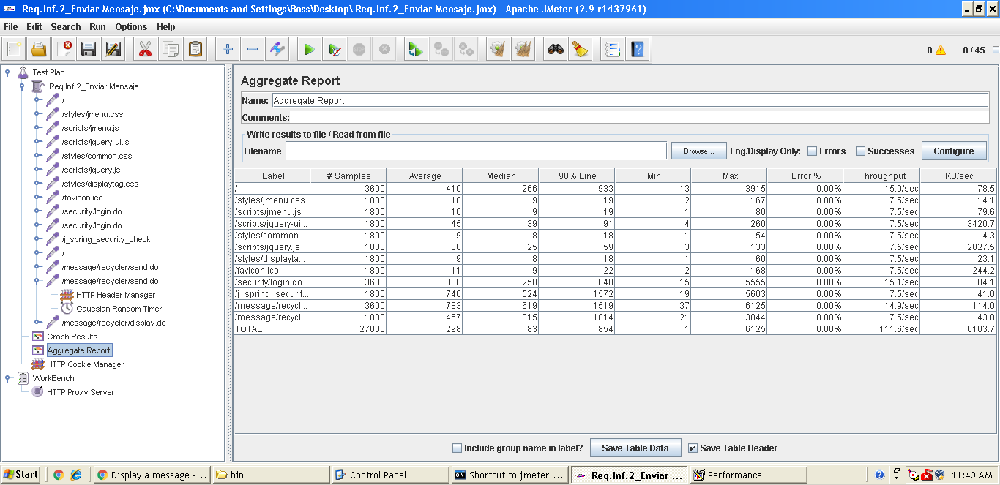 Req.Inf.2_Enviar Mensaje.jmx (C:\Documents and Settings\Boss\Desktop\ Req.Inf.2_Enviar Mensaje.jmx) - Apache JMeter (2.9 r1437961)
File Edit Search Run Options Help
0 0 / 45
Test Plan
Req.Inf.2_Enviar Mensaje
/
/styles/jmenu.css
/scripts/jmenu.js
/scripts/jquery-ui.js
/styles/common.css
/scripts/jquery.js
/styles/displaytag.css
/favicon.ico
/security/login.do
/security/login.do
/j_spring_security_check
/
/message/recycler/send.do
/message/recycler/send.do
HTTP Header Manager
Gaussian Random Timer
/message/recycler/display.do
Graph Results
Aggregate Report
HTTP Cookie Manager
WorkBench
HTTP Proxy Server
Aggregate Report
Name: Aggregate Report
Comments:
Write results to file / Read from file
Filename Browse... Log/Display Only: Errors Successes Configure
Label # Samples Average Median 90% Line Min Max Error % Throughput KB/sec
/ 3600 410 266 933 13 3915 0.00% 15.0/sec 78.5
/styles/jmenu.css 1800 10 9 19 2 167 0.00% 7.5/sec 14.1
/scripts/jmenu.js 1800 10 9 19 1 80 0.00% 7.5/sec 79.6
/scripts/jquery-ui... 1800 45 39 91 4 260 0.00% 7.5/sec 3420.7
/styles/common.... 1800 9 8 18 1 54 0.00% 7.5/sec 4.3
/scripts/jquery.js 1800 30 25 59 3 133 0.00% 7.5/sec 2027.5
/styles/displayta... 1800 9 8 18 1 60 0.00% 7.5/sec 23.1
/favicon.ico 1800 11 9 22 2 168 0.00% 7.5/sec 244.2
/security/login.do 3600 380 250 840 15 5555 0.00% 15.1/sec 84.1
/j_spring_securit... 1800 746 524 1572 19 5603 0.00% 7.5/sec 41.0
/message/recycl... 3600 783 619 1519 37 6125 0.00% 14.9/sec 114.0
/message/recycl... 1800 457 315 1014 21 3844 0.00% 7.5/sec 43.8
TOTAL 27000 298 83 854 1 6125 0.00% 111.6/sec 6103.7
Include group name in label? Save Table Data Save Table Header
Start Display a message -... bin Control Panel Shortcut to jmeter.... Req.Inf.2_Enviar ... Performance 11:40 AM